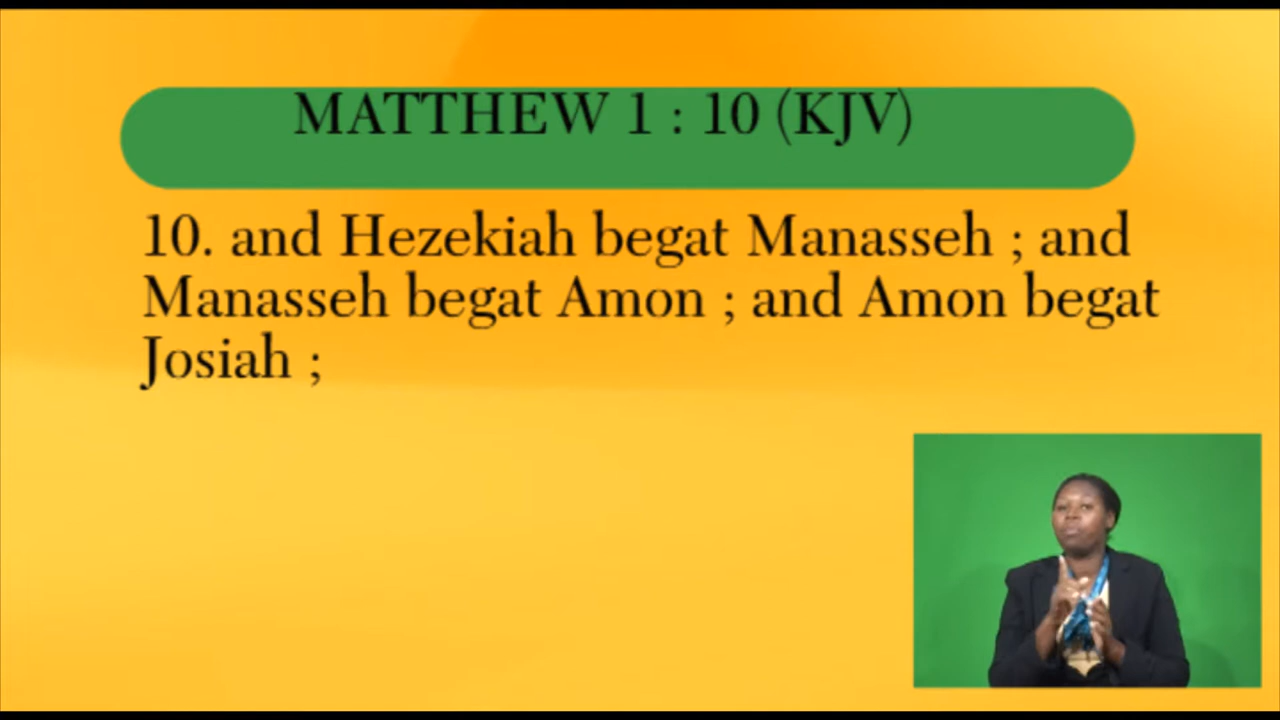 MATTHEW 1 : 10 (KJV)
10. and Hezekiah begat Manasseh ; and
Manasseh begat Amon ; and Amon begat
Josiah ;